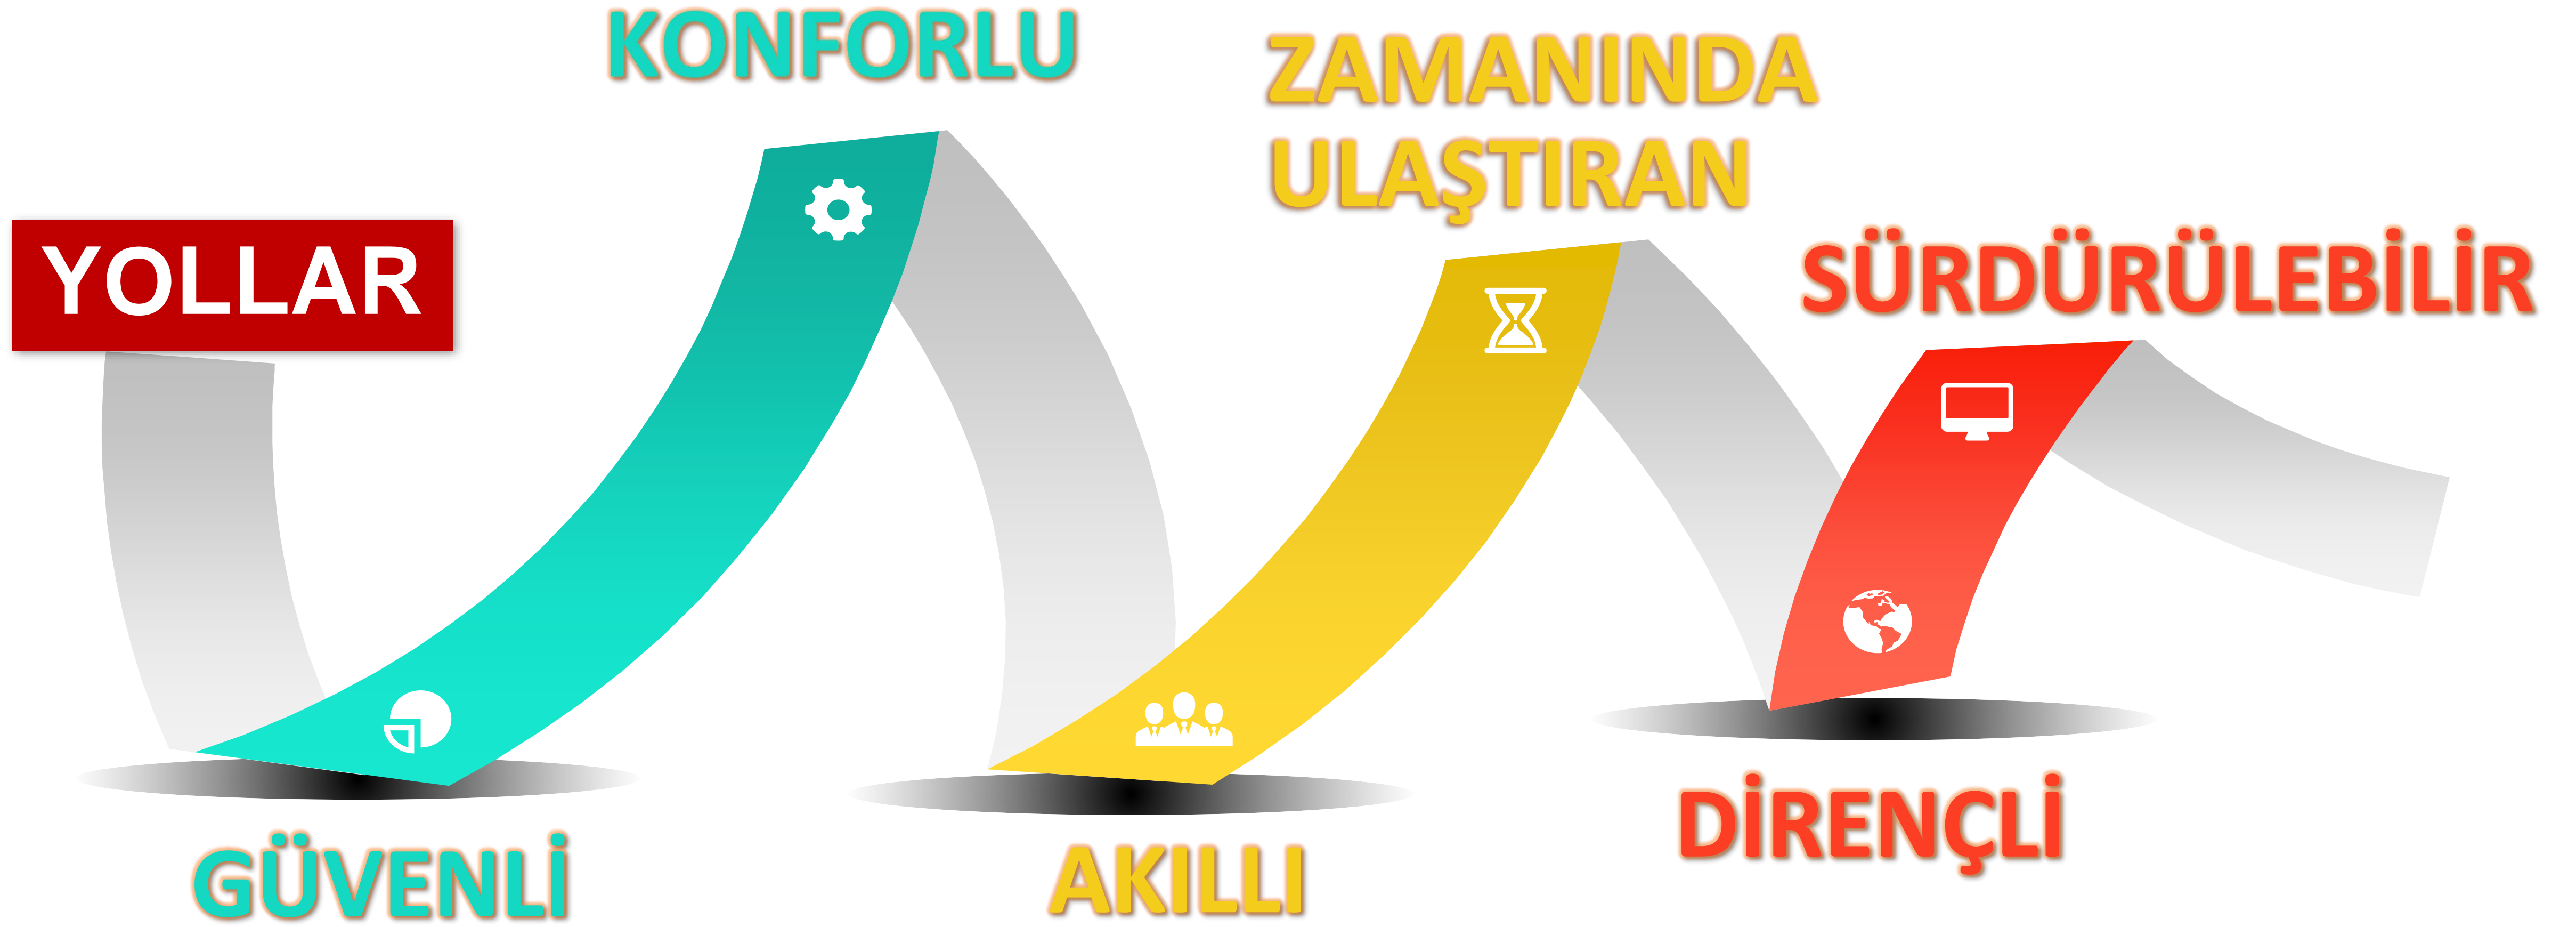 YOLLAR
GÜVENLİ
KONFORLU
AKILLI
ZAMANINDA
ULAŞTIRAN
DİRENÇLİ
SÜRDÜRÜLEBİLİR